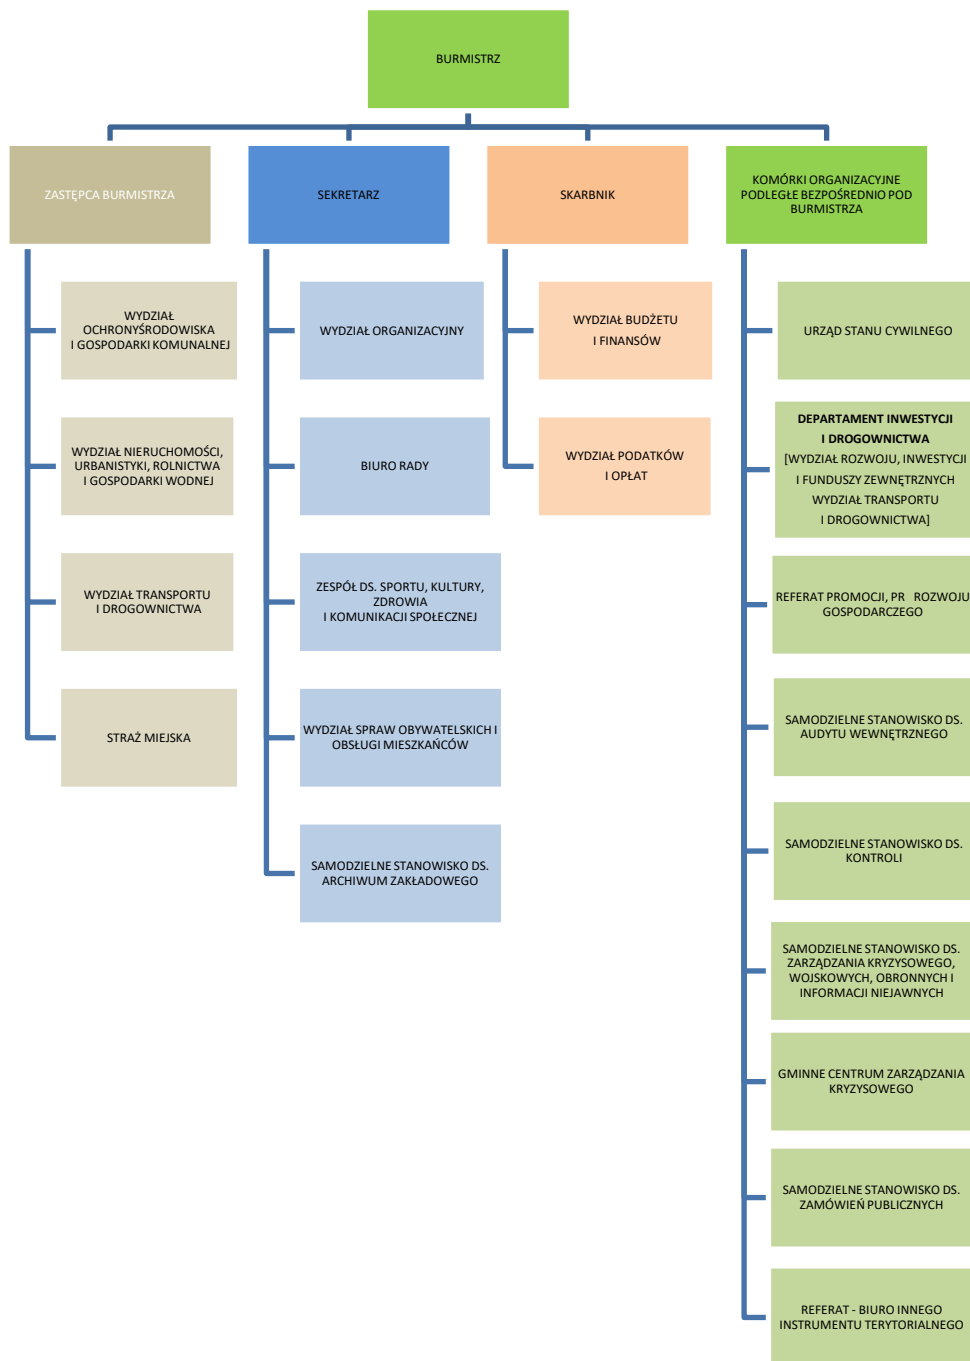 BURMISTRZ
ZASTĘPCA BURMISTRZA
SEKRETARZ
SKARBNIK
KOMÓRKI ORGANIZACYJNE
PODLEGŁE BEZPOŚREDNIO POD
BURMISTRZA
WYDZIAŁ
OCHRONYŚRODOWISKA
I GOSPODARKI KOMUNALNEJ
WYDZIAŁ NIERUCHOMOŚCI,
URBANISTYKI, ROLNICTWA
I GOSPODARKI WODNEJ
WYDZIAŁ TRANSPORTU
I DROGOWNICTWA
STRAŻ MIEJSKA
WYDZIAŁ ORGANIZACYJNY
BIURO RADY
ZESPÓŁ DS. SPORTU, KULTURY,
ZDROWIA
I KOMUNIKACJI SPOŁECZNEJ
WYDZIAŁ SPRAW OBYWATELSKICH I
OBSŁUGI MIESZKAŃCÓW
SAMODZIELNE STANOWISKO DS.
ARCHIWUM ZAKŁADOWEGO
WYDZIAŁ BUDŻETU
I FINANSÓW
WYDZIAŁ PODATKÓW
I OPŁAT
URZĄD STANU CYWILNEGO
DEPARTAMENT INWESTYCJI
I DROGOWNICTWA
[WYDZIAŁ ROZWOJU, INWESTYCJI
I FUNDUSZY ZEWNĘTRZNYCH
WYDZIAŁ TRANSPORTU
I DROGOWNICTWA]
REFERAT PROMOCJI, PR ROZWOJU
GOSPODARCZEGO
SAMODZIELNE STANOWISKO DS.
AUDYTU WEWNĘTRZNEGO
SAMODZIELNE STANOWISKO DS.
KONTROLI
SAMODZIELNE STANOWISKO DS.
ZARZĄDZANIA KRYZYSOWEGO,
WOJSKOWYCH, OBRONNYCH I
INFORMACJI NIEJAWNYCH
GMINNE CENTRUM ZARZĄDZANIA
KRYZYSOWEGO
SAMODZIELNE STANOWISKO DS.
ZAMÓWIEŃ PUBLICZNYCH
REFERAT - BIURO INNEGO
INSTRUMENTU TERYTORIALNEGO